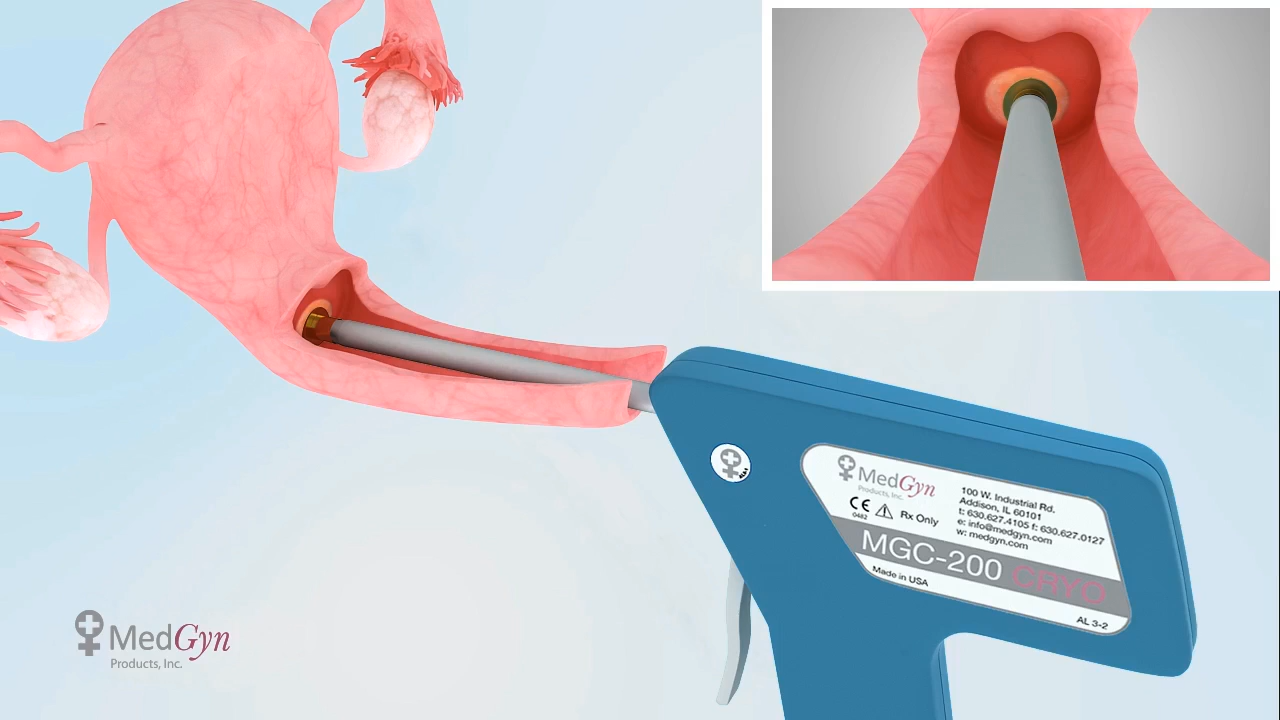 MedGyn
Products, Inc.
CE
0482
Rx Only
100 W. Industrial Rd.
Addison, IL 60101
t: 630.627.4105 f: 630.627.0127
e: info@medgyn.com
w: medgyn.com
MGC-200 CRYO
Made in USA
AL 3-2
MedGyn
Products, Inc.